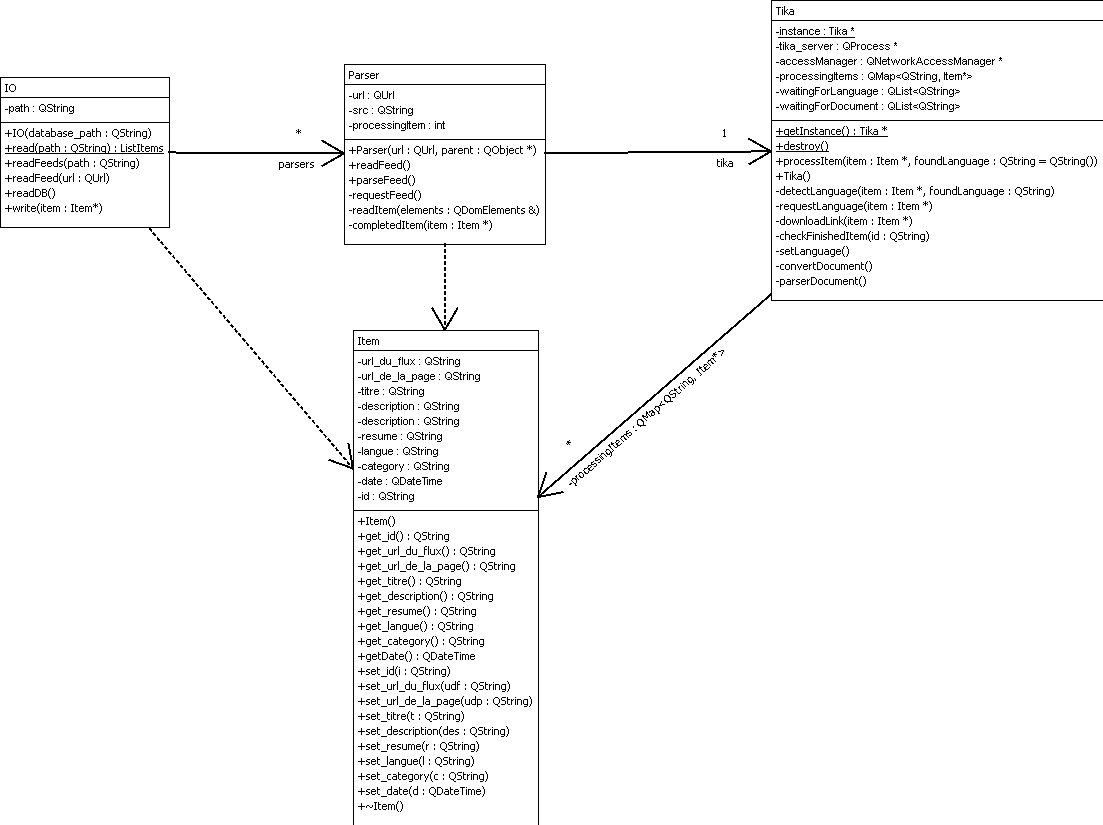 IO
-path : QString
+IO(database_path : QString)
+read(path : QString) : ListItems
+readFeeds(path : QString)
+readFeed(url : QUrl)
+readDB()
+write(item : Item*)
*
parsers
Parser
-url : QUrl
-src : QString
-processingItem : int
+Parser(url : QUrl, parent : QObject *)
+readFeed()
+parseFeed()
-requestFeed()
-readItem(elements : QDomElements &)
-completedItem(item : Item *)
1
tika
Tika
-instance : Tika *
-tika_server : QProcess *
-accessManager : QNetworkAccessManager *
-processingItems : QMap<QString, Item*>
-waitingForLanguage : QList<QString>
-waitingForDocument : QList<QString>
+getInstance() : Tika *
+destroy()
+processItem(item : Item *, foundLanguage : QString = QString())
+Tika()
-detectLanguage(item : Item *, foundLanguage : QString)
-requestLanguage(item : Item *)
-downloadLink(item : Item *)
-checkFinishedItem(id : QString)
-setLanguage()
-convertDocument()
-parserDocument()
*
-processingItems : QMap<QString, Item*>
Item
-url_du_flux : QString
-url_de_la_page : QString
-titre : QString
-description : QString
-description : QString
-resume : QString
-langue : QString
-category : QString
-date : QDateTime
-id : QString
+Item()
+get_id() : QString
+get_url_du_flux() : QString
+get_url_de_la_page() : QString
+get_titre() : QString
+get_description() : QString
+get_resume() : QString
+get_langue() : QString
+get_category() : QString
+getDate() : QDateTime
+set_id(i : QString)
+set_url_du_flux(udf : QString)
+set_url_de_la_page(udp : QString)
+set_titre(t : QString)
+set_description(des : QString)
+set_resume(r : QString)
+set_langue(l : QString)
+set_category(c : QString)
+set_date(d : QDateTime)
+~Item()